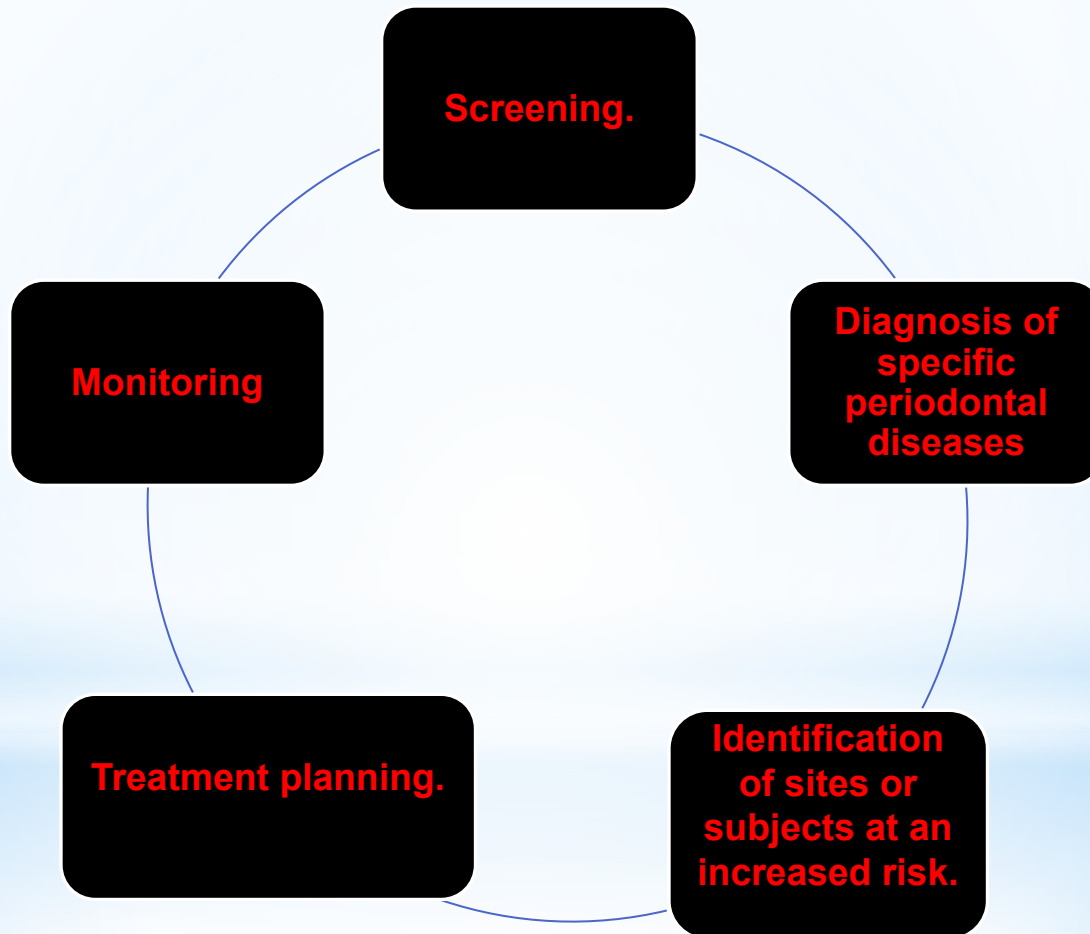 Screening.
Diagnosis of
specific
periodontal
diseases
Identification
of sites or
subjects at an
increased risk.
Treatment planning.
Monitoring